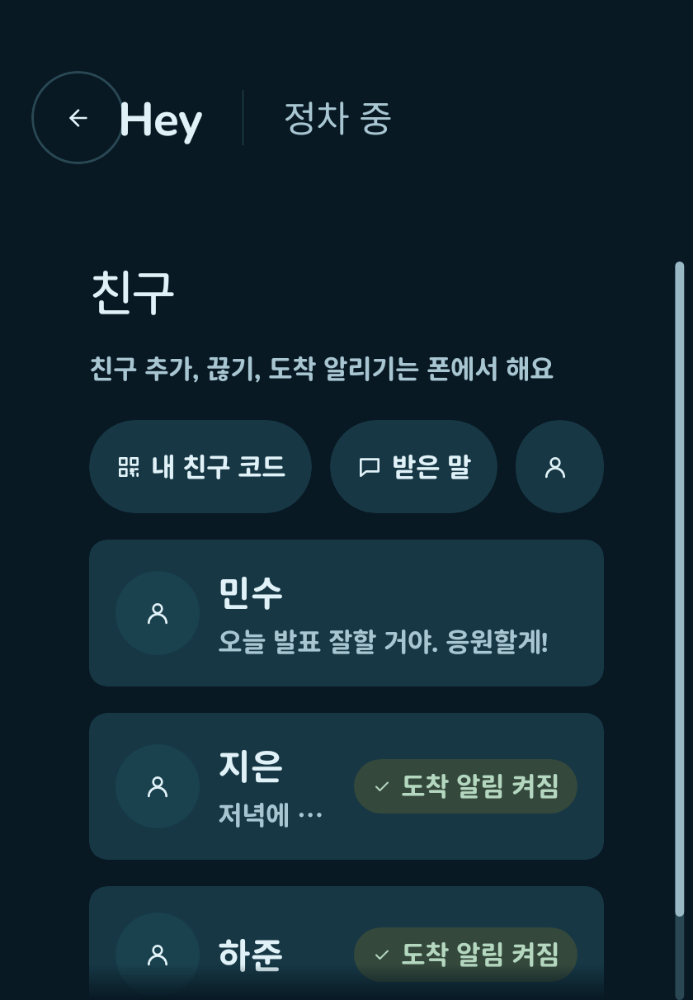 Hey 정차 중
친구
친구 추가, 끊기, 도착 알리기는 폰에서 해요
내 친구 코드 받은 말
민수
오늘 발표 잘할 거야. 응원할게!
지은
저녁에 ⋯
도착 알림 켜짐
하준
도착 알림 켜짐